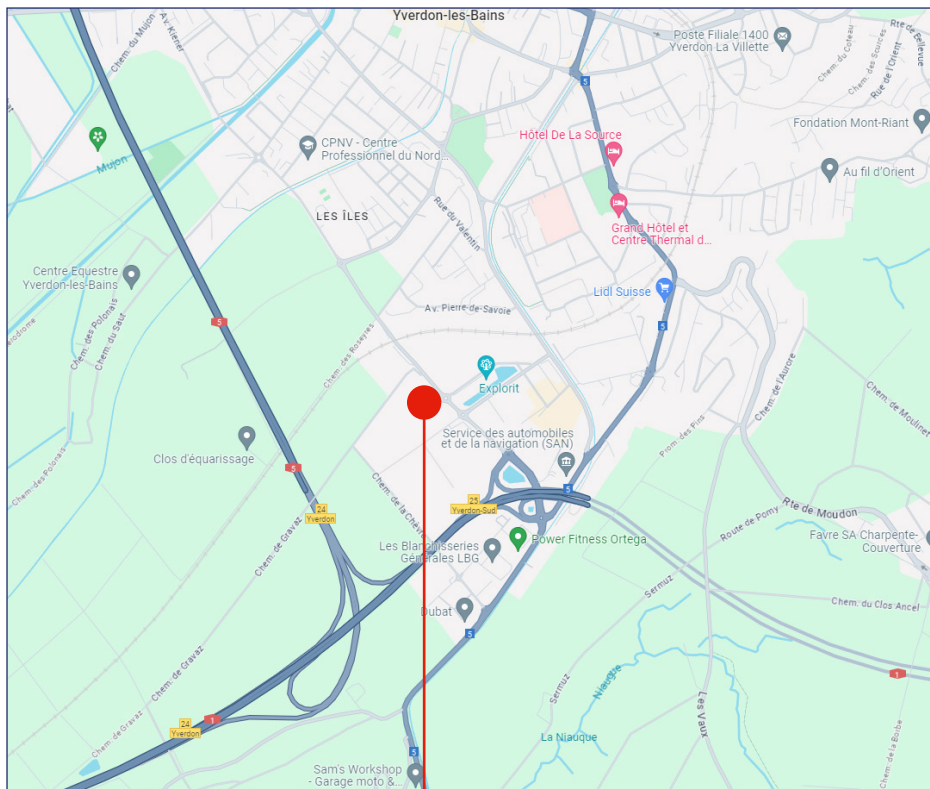 Yverdon-les-Bains
Poste Filiale 1400
Yverdon La Villette
Chem. du Mujon
Av. Kiener
Chem. du Coteau
Chem. des Sources
Rue de l'Orient
Rte de Bellevue
5
Hôtel De La Source
Fondation Mont-Riant
CPNV - Centre
Professionnel du Nord...
Mujon
Au fil d'Orient
LES ÎLES
Rue du Valentin
Grand Hôtel et
Centre Thermal d...
Centre Equestre
Yverdon-les-Bains
Lidl Suisse
Av. Pierre-de-Savoie
5
5
Chem. des Polonais
Chem. du Sauf
Chem. des Roseyres
Explorit
Chem. de l'Aurore
Chem. de Moulinet
Prom. des Pins
Service des automobiles
et de la navigation (SAN)
Clos d'équarissage
5
5
Chem. des Polonais
24
Yverdon
25
Yverdon-Sud
Rte de Moudon
Route de Pomy
Favre SA Charpente-
Couverture
Chem. de Gravaz
Les Blanchisseries
Générales LBG
Power Fitness Ortega
Sermuz
Chem. du Clos Ancel
Dubat
5
1
Chem. de Gravaz
Sermuz
Niauque
Les Vaux
24
Yverdon
1
Chem. de Gravaz
La Niauque
5
Sam's Workshop
- Garage moto &...